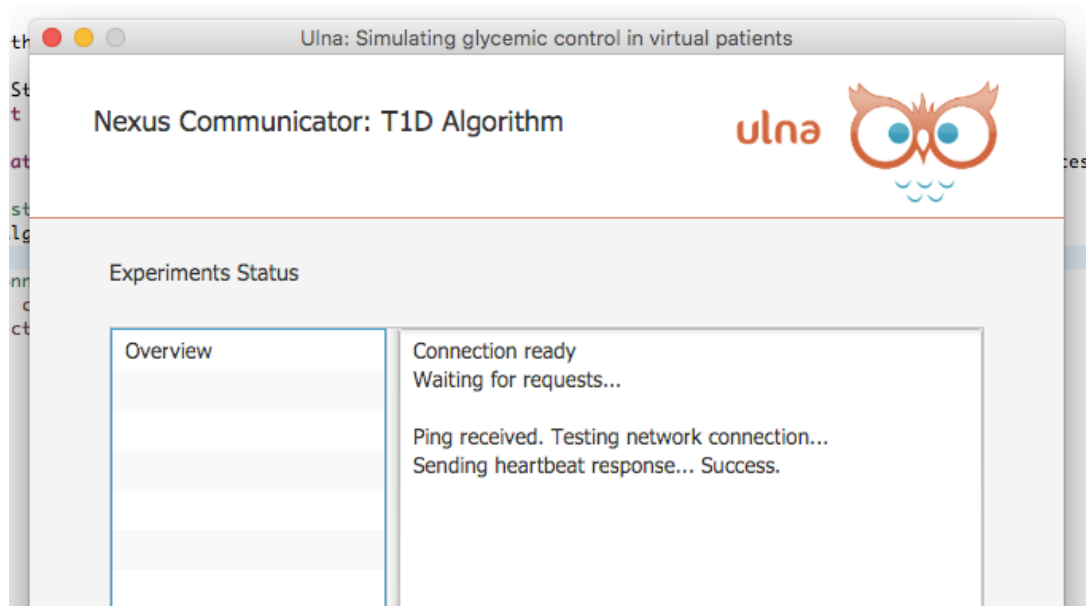 Ulna: Simulating glycemic control in virtual patients
Nexus Communicator: T1D Algorithm
ulna
Experiments Status
Overview
Connection ready
Waiting for requests...
Ping received. Testing network connection...
Sending heartbeat response... Success.